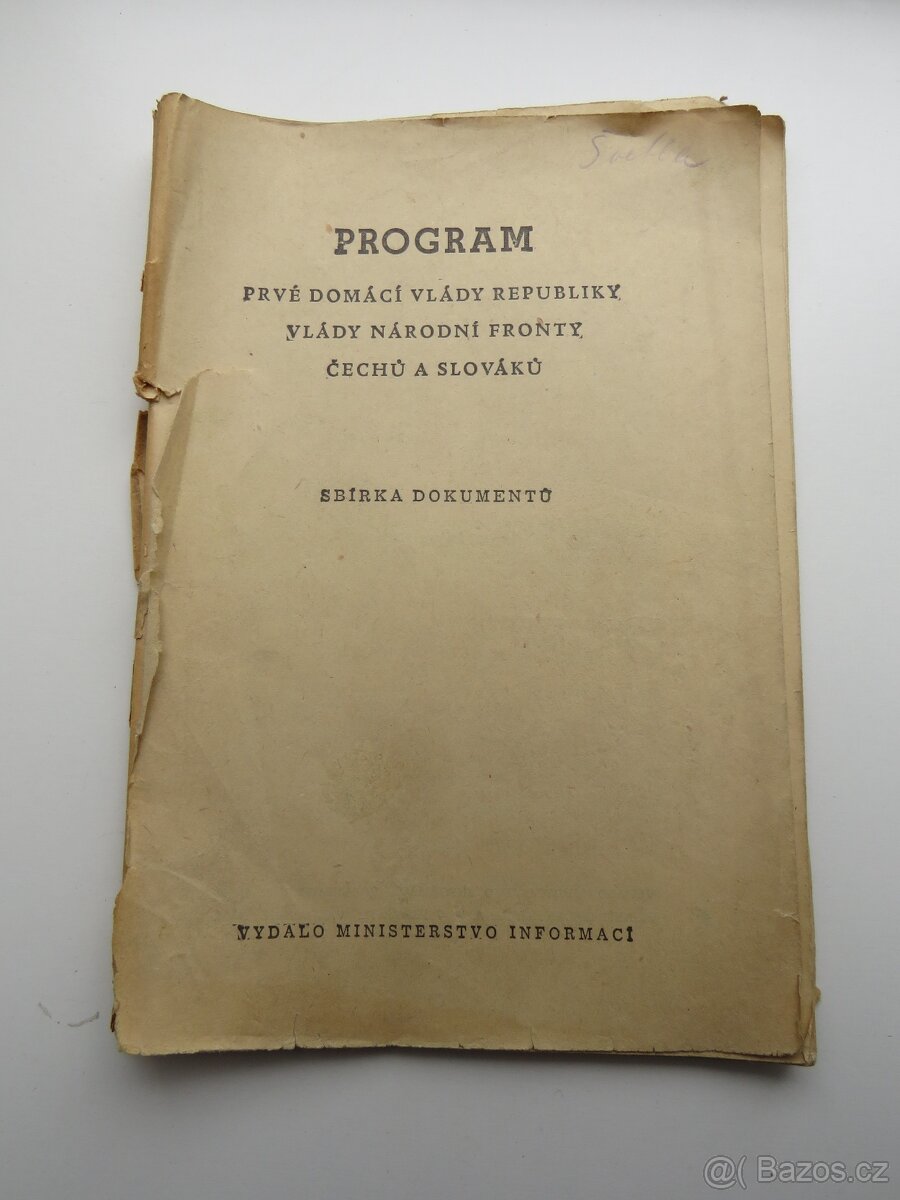 PROGRAM
PRVÉ DOMÁCÍ VLÁDY REPUBLIKY,
VLÁDY NÁRODNÍ FRONTY
ČECHŮ A SLOVÁKŮ
SBÍRKA DOKUMENTŮ
VYDALO MINISTERSTVO INFORMACÍ
@( Bazos.cz